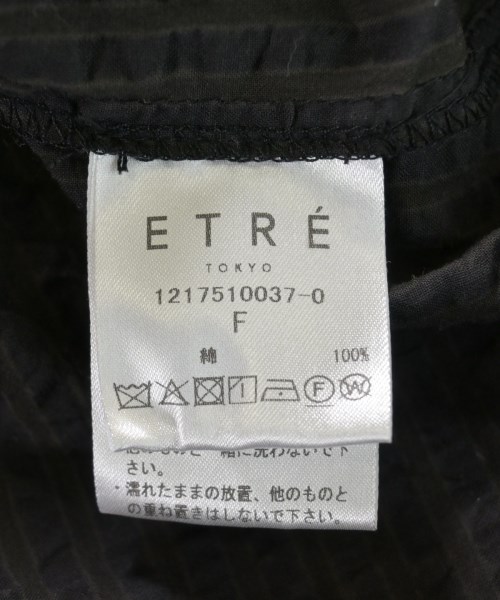 ETRÉ
TOKYO
1217510037-0
F
綿 100%
F W
さい。
・濡れたままの放置、他のものと
の重ね置きはしないで下さい。